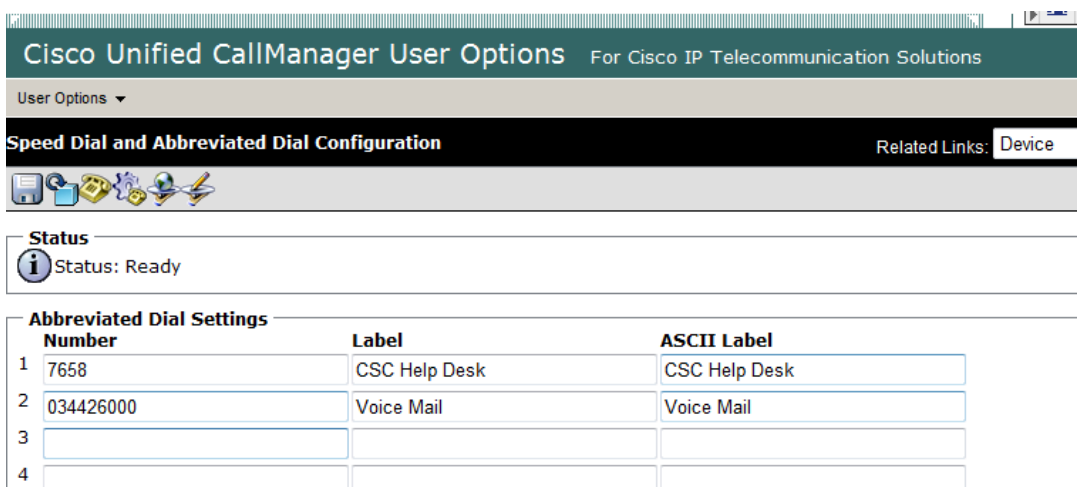 Cisco Unified CallManager User Options For Cisco IP Telecommunication Solutions
User Options
Speed Dial and Abbreviated Dial Configuration Related Links: Device
Status
Status: Ready
Abbreviated Dial Settings
Number Label ASCII Label
1 7658 CSC Help Desk CSC Help Desk
2 034426000 Voice Mail Voice Mail
3
4